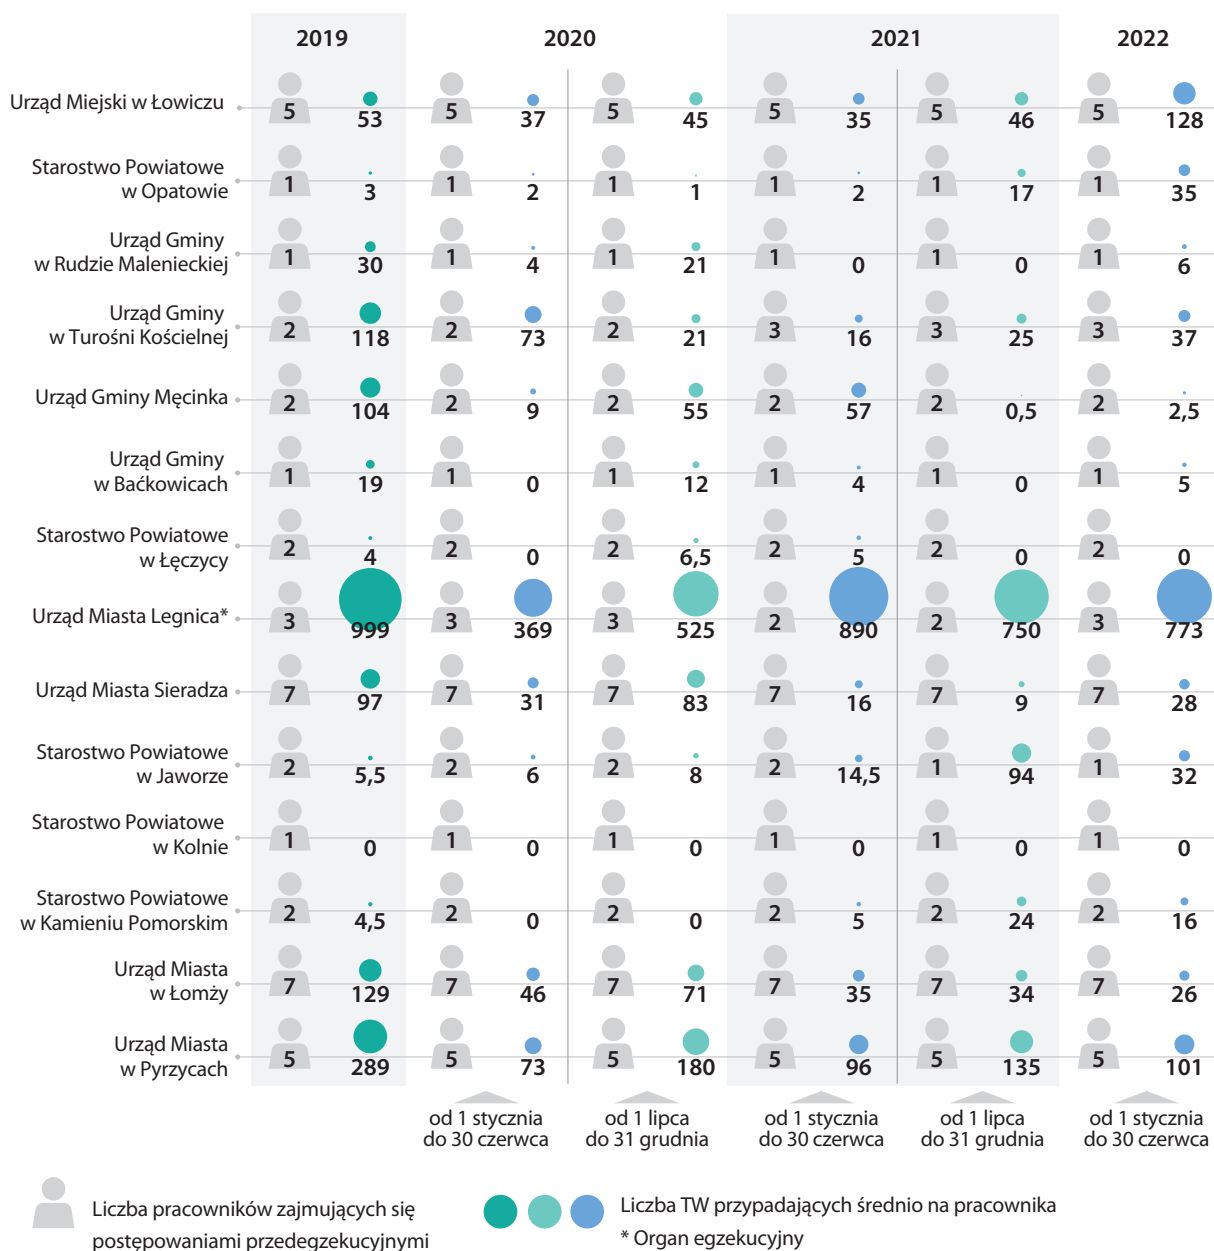 2019 2020 2021 2022
Urząd Miejski w Łowiczu 5 53 5 37 5 45 5 35 5 46 5 128
Starostwo Powiatowe
w Opatowie 1 3 1 2 1 1 1 2 1 17 1 35
Urząd Gminy
w Rudzie Malenieckiej 1 30 1 4 1 21 1 0 1 0 1 6
Urząd Gminy
w Turośni Kościelnej 2 118 2 73 2 21 3 16 3 25 3 37
Urząd Gminy Męcinka 2 104 2 9 2 55 2 57 2 0,5 2 2,5
Urząd Gminy
w Baćkowicach 1 19 1 0 1 12 1 4 1 0 1 5
Starostwo Powiatowe
w Łęczycy 2 4 2 0 2 6,5 2 5 2 0 2 0
Urząd Miasta Legnica* 3 999 3 369 3 525 2 890 2 750 3 773
Urząd Miasta Sieradza 7 97 7 31 7 83 7 16 7 9 7 28
Starostwo Powiatowe
w Jaworze 2 5,5 2 6 2 8 2 14,5 1 94 1 32
Starostwo Powiatowe
w Kolnie 1 0 1 0 1 0 1 0 1 0 1 0
Starostwo Powiatowe
w Kamieniu Pomorskim 2 4,5 2 0 2 0 2 5 2 24 2 16
Urząd Miasta
w Łomży 7 129 7 46 7 71 7 35 7 34 7 26
Urząd Miasta
w Pyrzycach 5 289 5 73 5 180 5 96 5 135 5 101
od 1 stycznia od 1 lipca od 1 stycznia od 1 lipca od 1 stycznia
do 30 czerwca do 31 grudnia do 30 czerwca do 31 grudnia do 30 czerwca
Liczba pracowników zajmujących się
postępowaniami przedegzekucyjnymi
Liczba TW przypadających średnio na pracownika
* Organ egzekucyjny